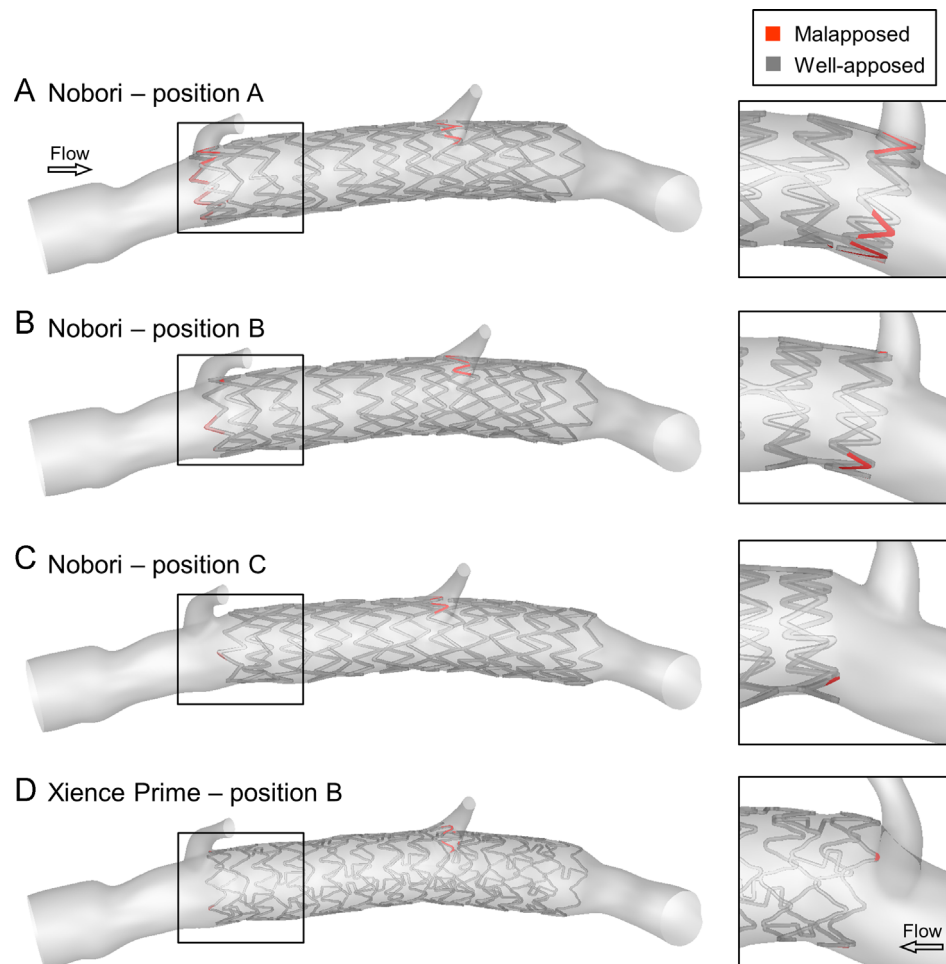 Malapposed
Well-apposed
A Nobori – position A
Flow
B Nobori – position B
C Nobori – position C
D Xience Prime – position B
Flow